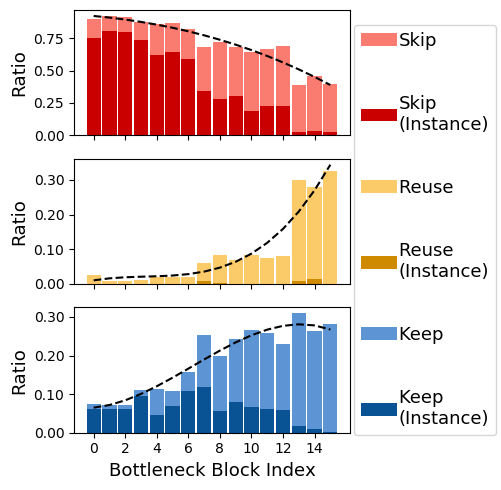 0.75
0.50
0.25
0.00
Ratio
0.30
0.20
0.10
0.00
Ratio
0.30
0.20
0.10
0.00
Ratio
0 2 4 6 8 10 12 14
Bottleneck Block Index
Skip
Skip
(Instance)
Reuse
Reuse
(Instance)
Keep
Keep
(Instance)